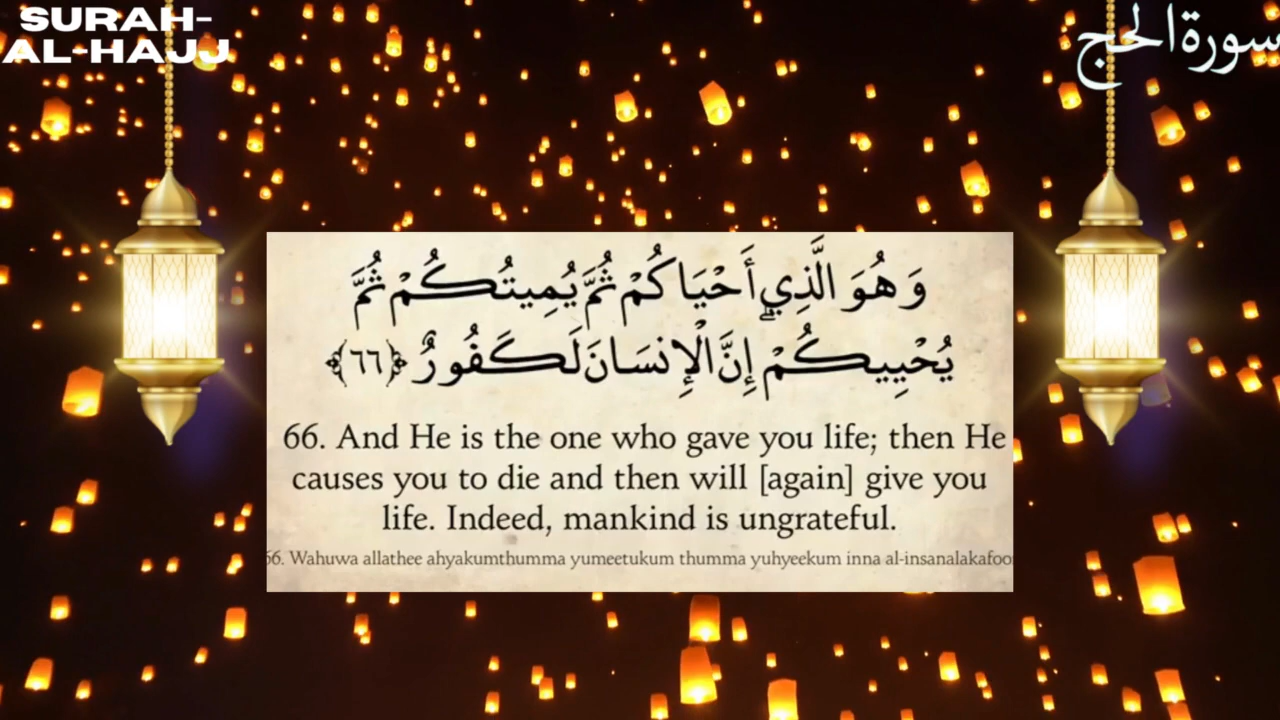 SURAH-
AL-HAJJ
سورة الحج
وَهُوَ الَّذِي أَحْيَاكُمْ ثُمَّ يُمِيتُكُمْ ثُمَّ
يُحْيِيكُمْ ۗ إِنَّ الْإِنسَانَ لَكَفُورٌ ﴿٦٦﴾
66. And He is the one who gave you life; then He
causes you to die and then will [again] give you
life. Indeed, mankind is ungrateful.
66. Wahuwa allathee ahyakumthumma yumeetukum thumma yuhyeekum inna al-insanalakafoo